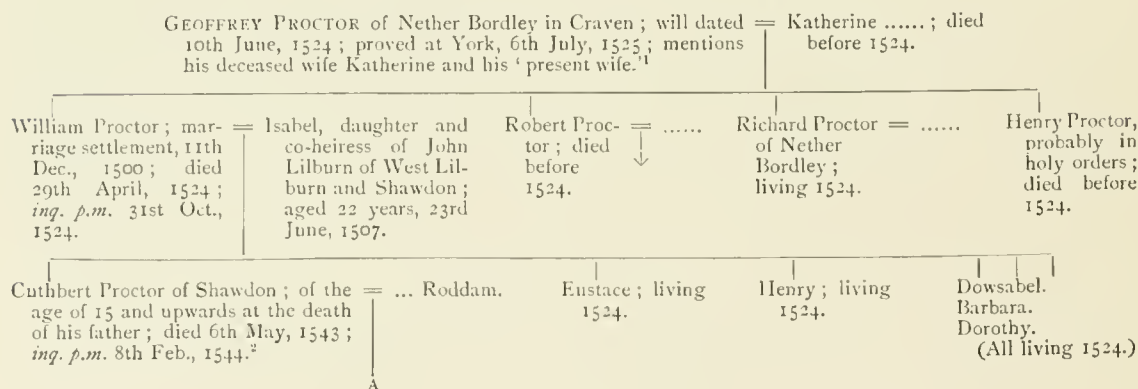 GEOFFREY PROCTOR of Nether Bordley in Craven ; will dated
10th June, 1524 ; proved at York, 6th July, 1525 ; mentions
his deceased wife Katherine and his ‘ present wife.’¹
= Katherine ...... ; died
before 1524.
William Proctor ; mar-
riage settlement, 11th
Dec., 1500 ; died
29th April, 1524 ;
inq. p.m. 31st Oct.,
1524.
= Isabel, daughter and
co-heiress of John
Lilburn of West Lil-
burn and Shawdon ;
aged 22 years, 23rd
June, 1507.
Robert Proc-
tor ; died
before
1524.
= ......
Richard Proctor = ......
of Nether
Bordley ;
living 1524.
Henry Proctor,
probably in
holy orders ;
died before
1524.
Cuthbert Proctor of Shawdon ; of the
age of 15 and upwards at the death
of his father ; died 6th May, 1543 ;
inq. p.m. 8th Feb., 1544.²
= ... Roddam.
Eustace ; living
1524.
Henry ; living
1524.
Dowsabel.
Barbara.
Dorothy.
(All living 1524.)
A